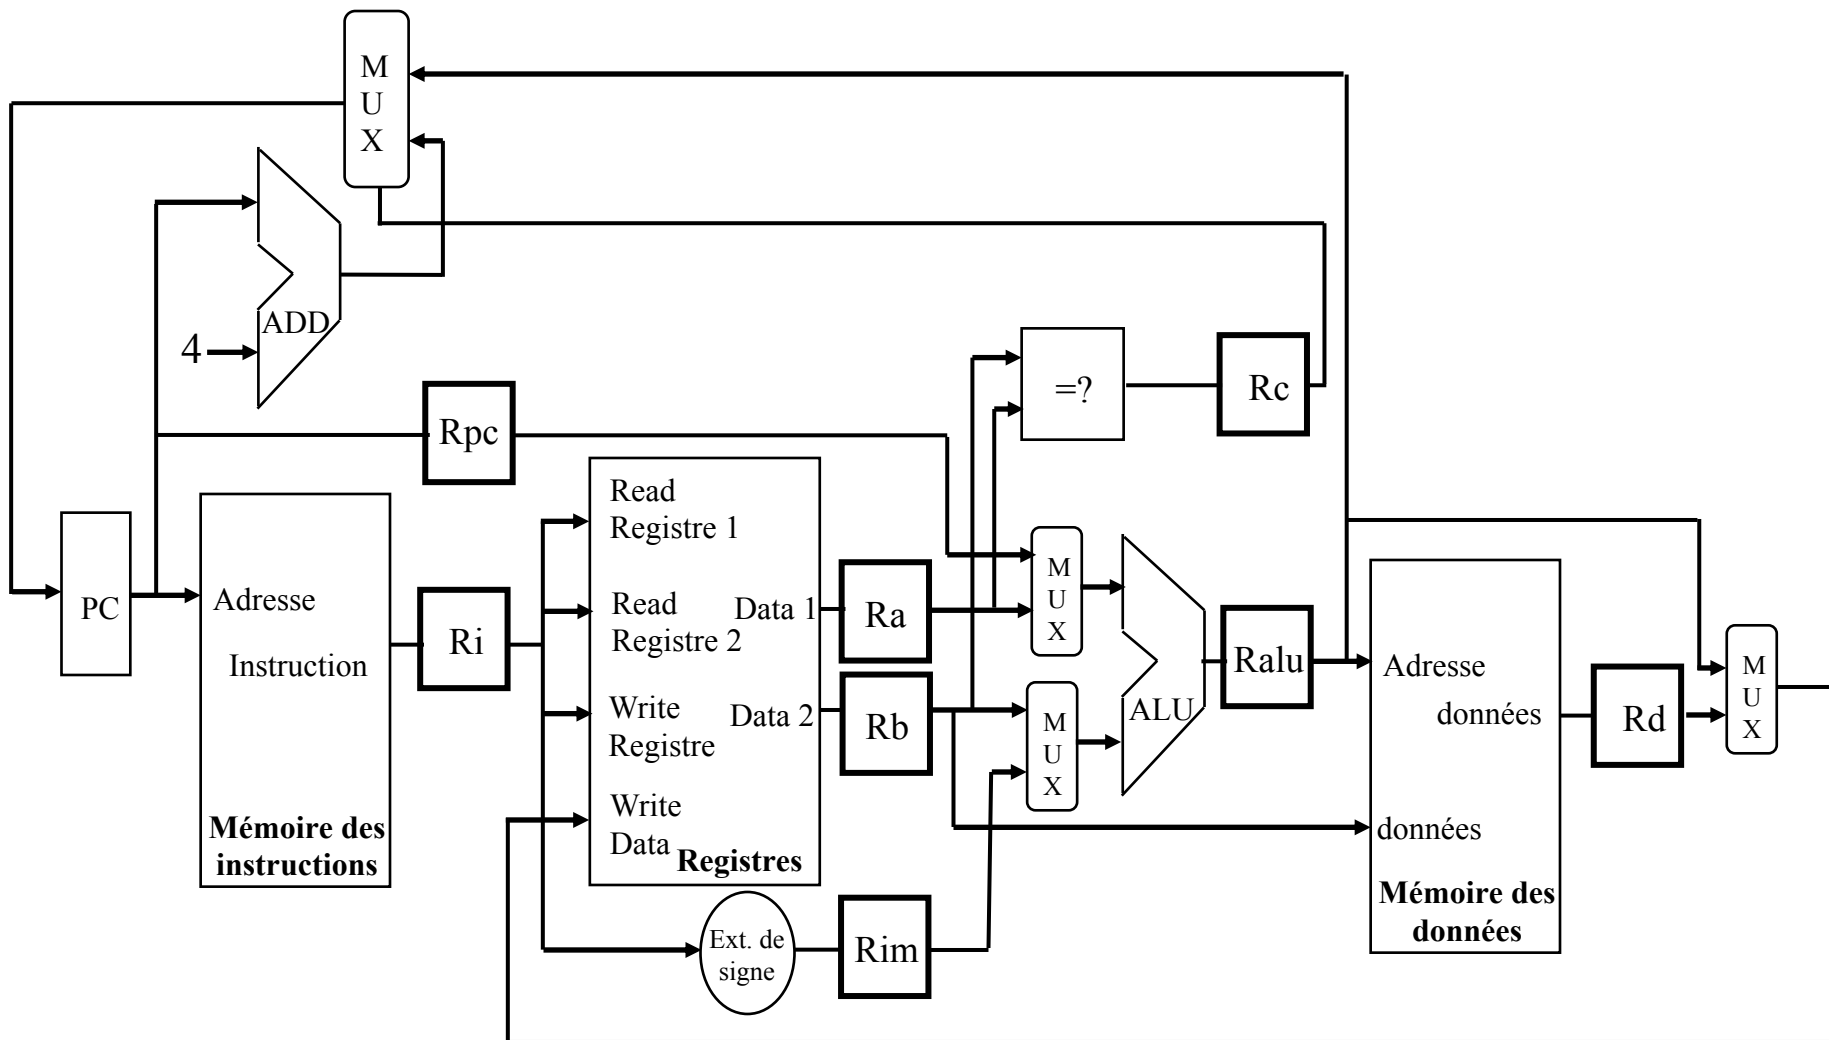 M
U
X
ADD
4
=?
Rc
Rpc
Read
Registre 1
PC
Adresse
Instruction
Ri
Read
Registre 2
Data 1
Ra
M
U
X
Ralu
Adresse
données
M
U
X
Write
Registre
Data 2
Rb
M
U
X
ALU
Rd
Write
Data
Registres
Mémoire des
instructions
données
Mémoire des
données
Ext. de
signe
Rim